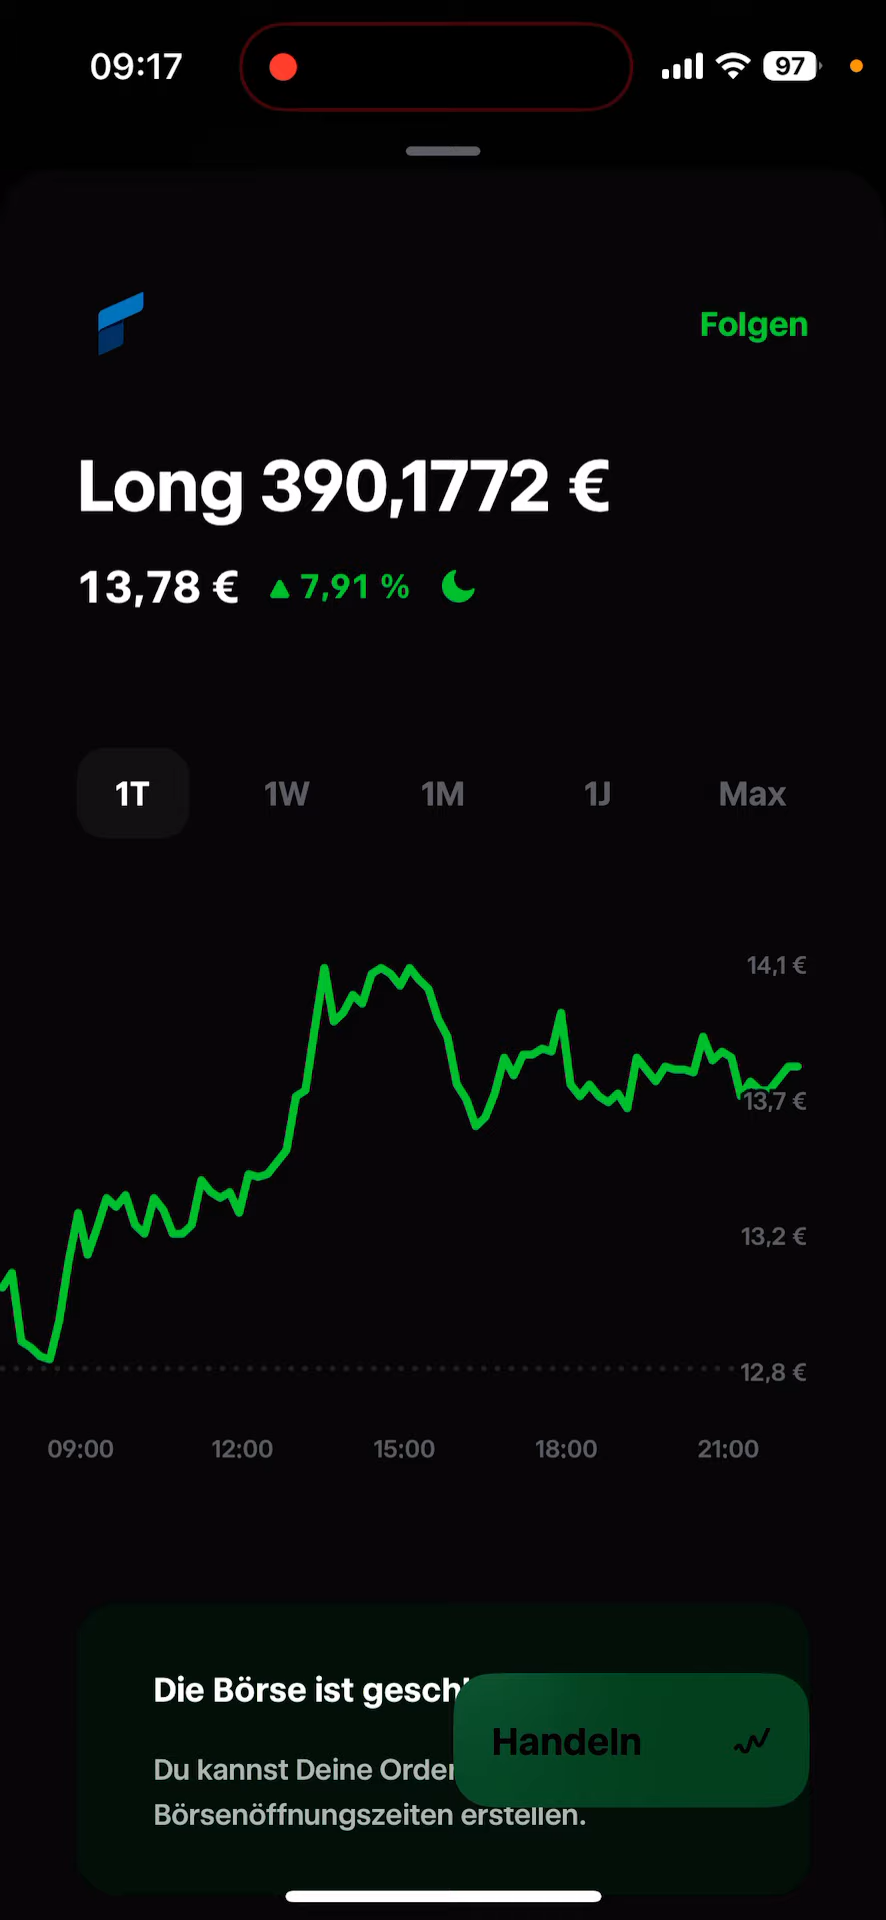 09:17
97
Folgen
Long 390,1772 €
13,78 € ▲ 7,91 %
1T 1W 1M 1J Max
14,1 €
13,7 €
13,2 €
12,8 €
09:00 12:00 15:00 18:00 21:00
Die Börse ist
Handeln
Du kannst Deine
Börsenöffnungszeiten erstellen.